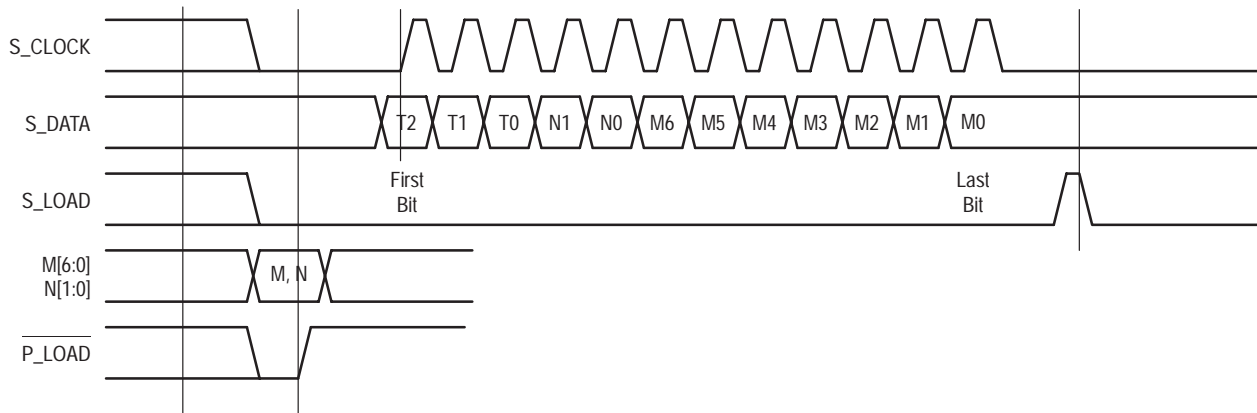 S_CLOCK
S_DATA
T2 T1 T0 N1 N0 M6 M5 M4 M3 M2 M1 M0
First
Bit
Last
Bit
S_LOAD
M[6:0]
N[1:0]
M, N
P_LOAD